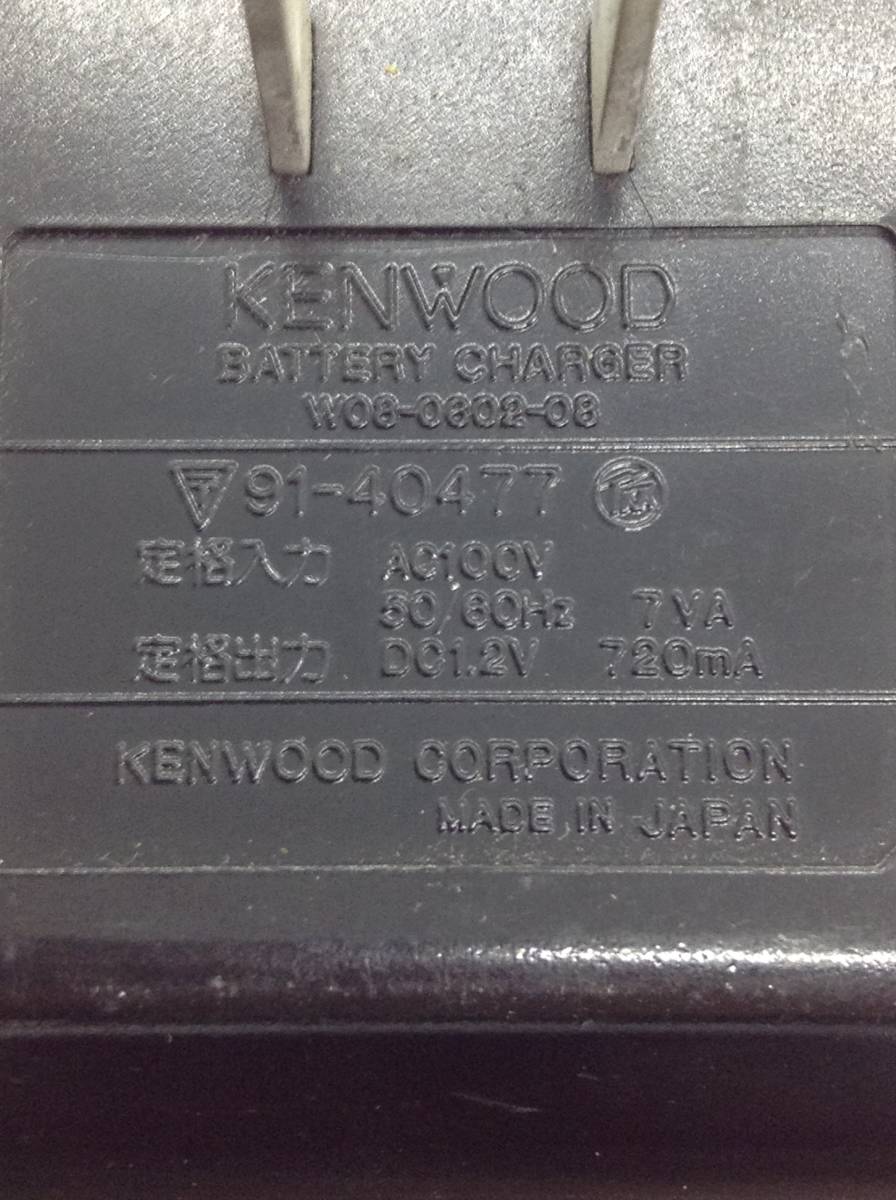 KENWOOD
BATTERY CHARGER
W08-0602-08
〒91-40477
定格入力 AC100V
50/60Hz 7VA
定格出力 DC1.2V 720mA
KENWOOD CORPORATION
MADE IN JAPAN